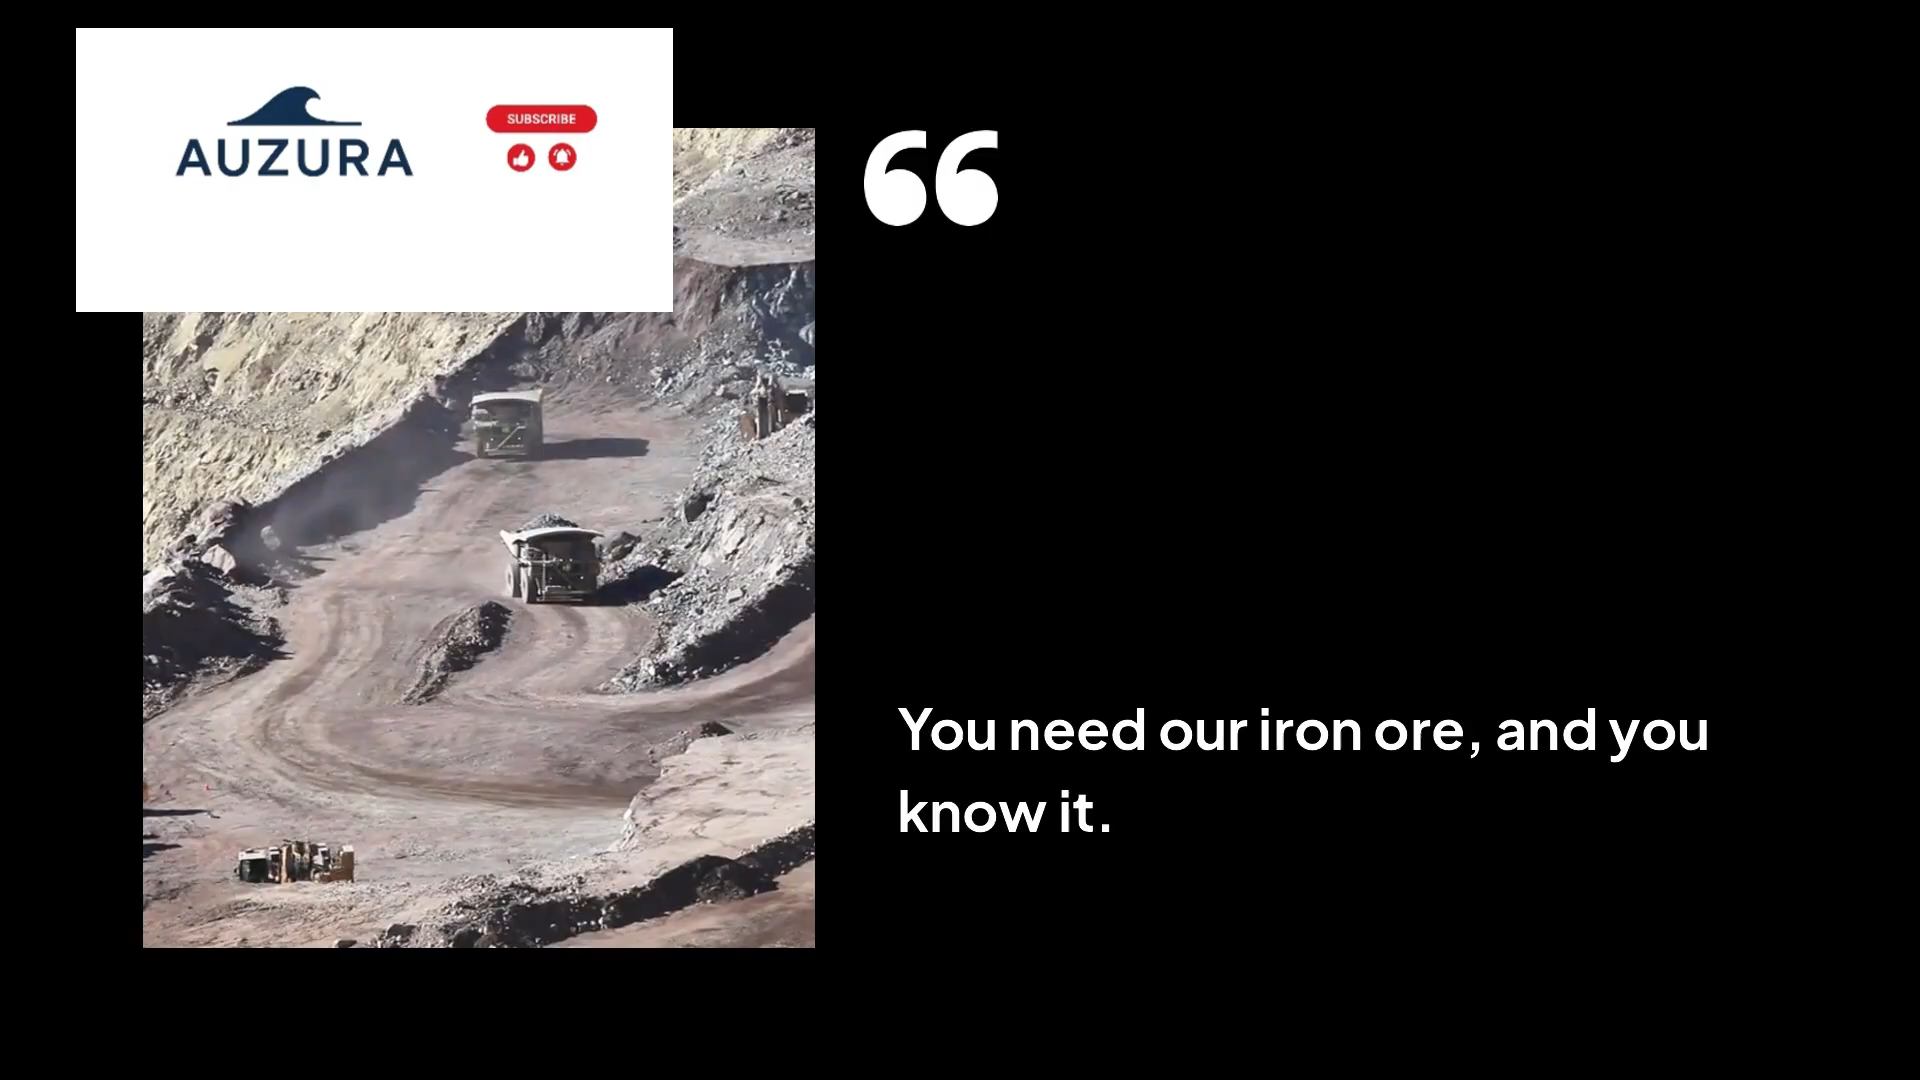 AUZURA
SUBSCRIBE
“
You need our iron ore, and you
know it.